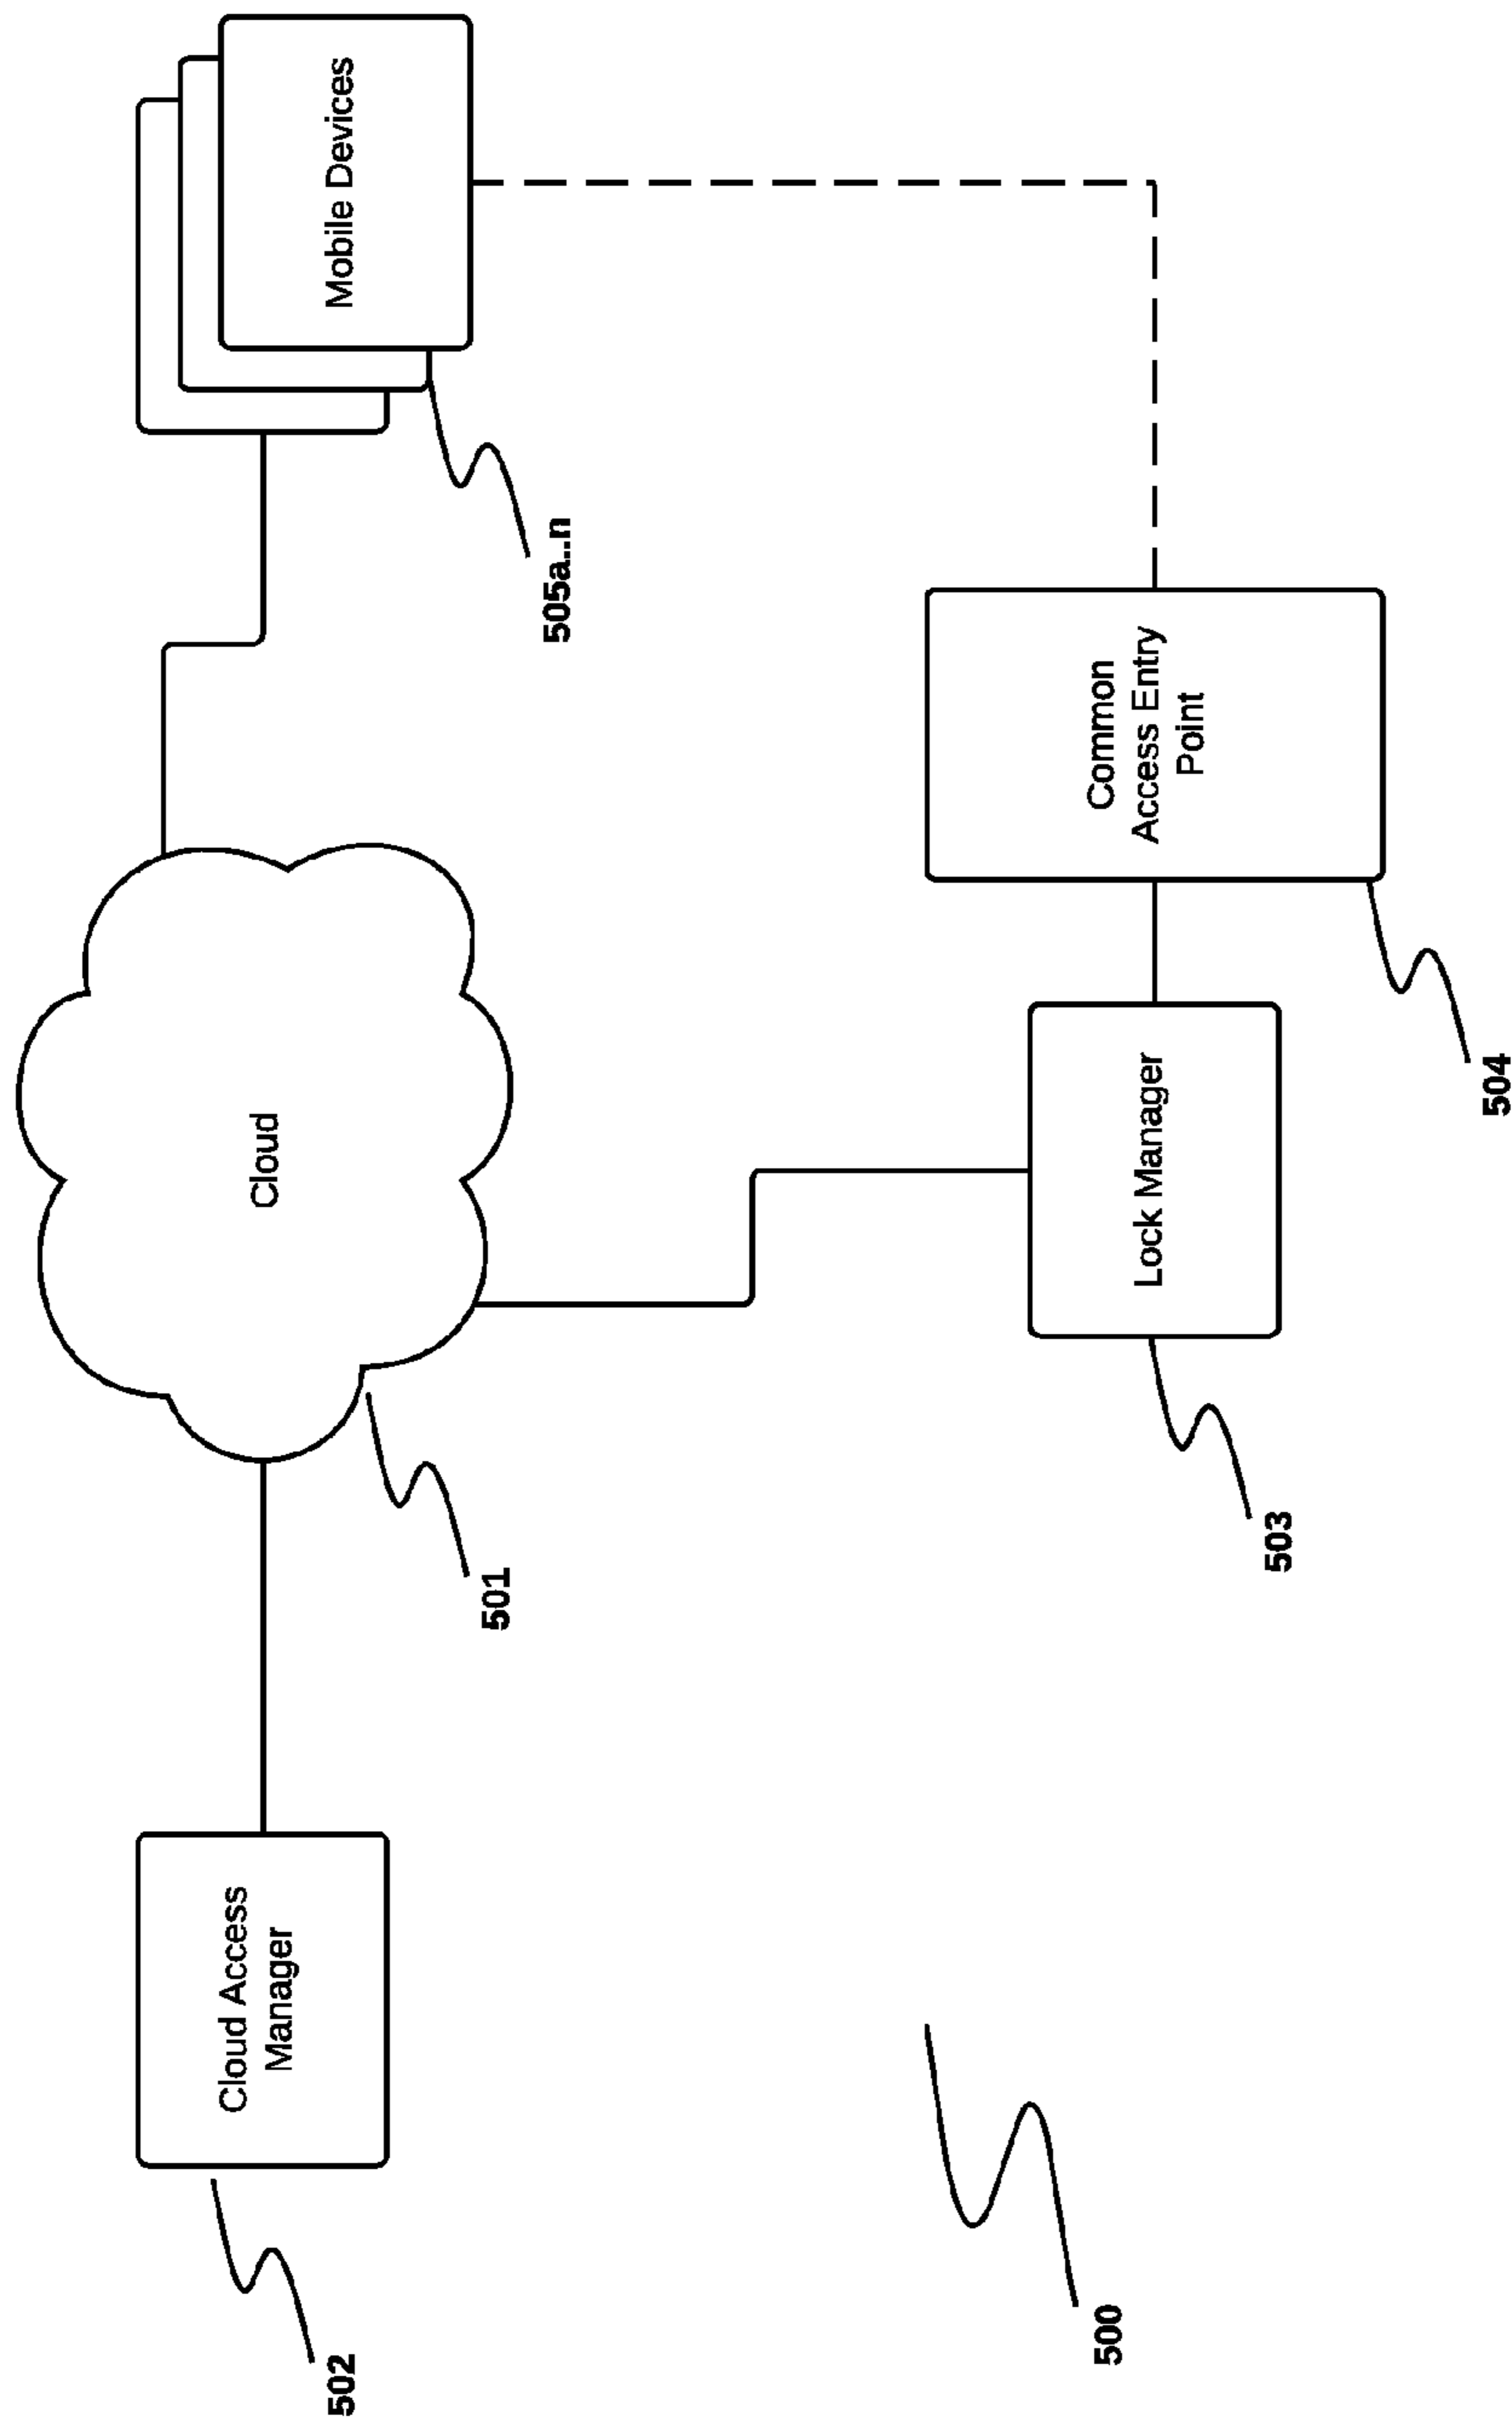 Cloud Access
Manager
502
Cloud
501
Mobile Devices
505a..n
Lock Manager
503
Common
Access Entry
Point
504
500